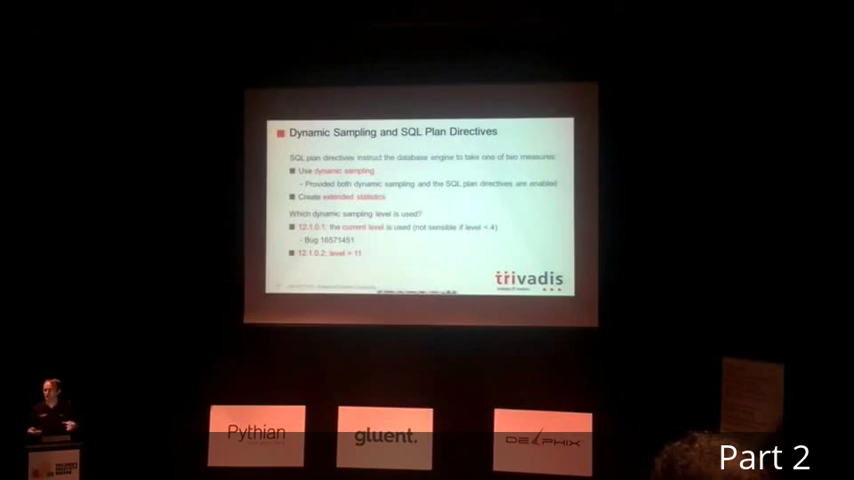 Dynamic Sampling and SQL Plan Directives
SQL plan directives instruct the database engine to take one of two measures:
Use dynamic sampling
- Provided both dynamic sampling and the SQL plan directives are enabled
Create extended statistics
Which dynamic sampling level is used?
12.1.0.1: the current level is used (not sensible if level < 4)
- Bug 16571451
12.1.0.2: level = 11
trivadis
Pythian
gluent.
DELPHIX
Part 2